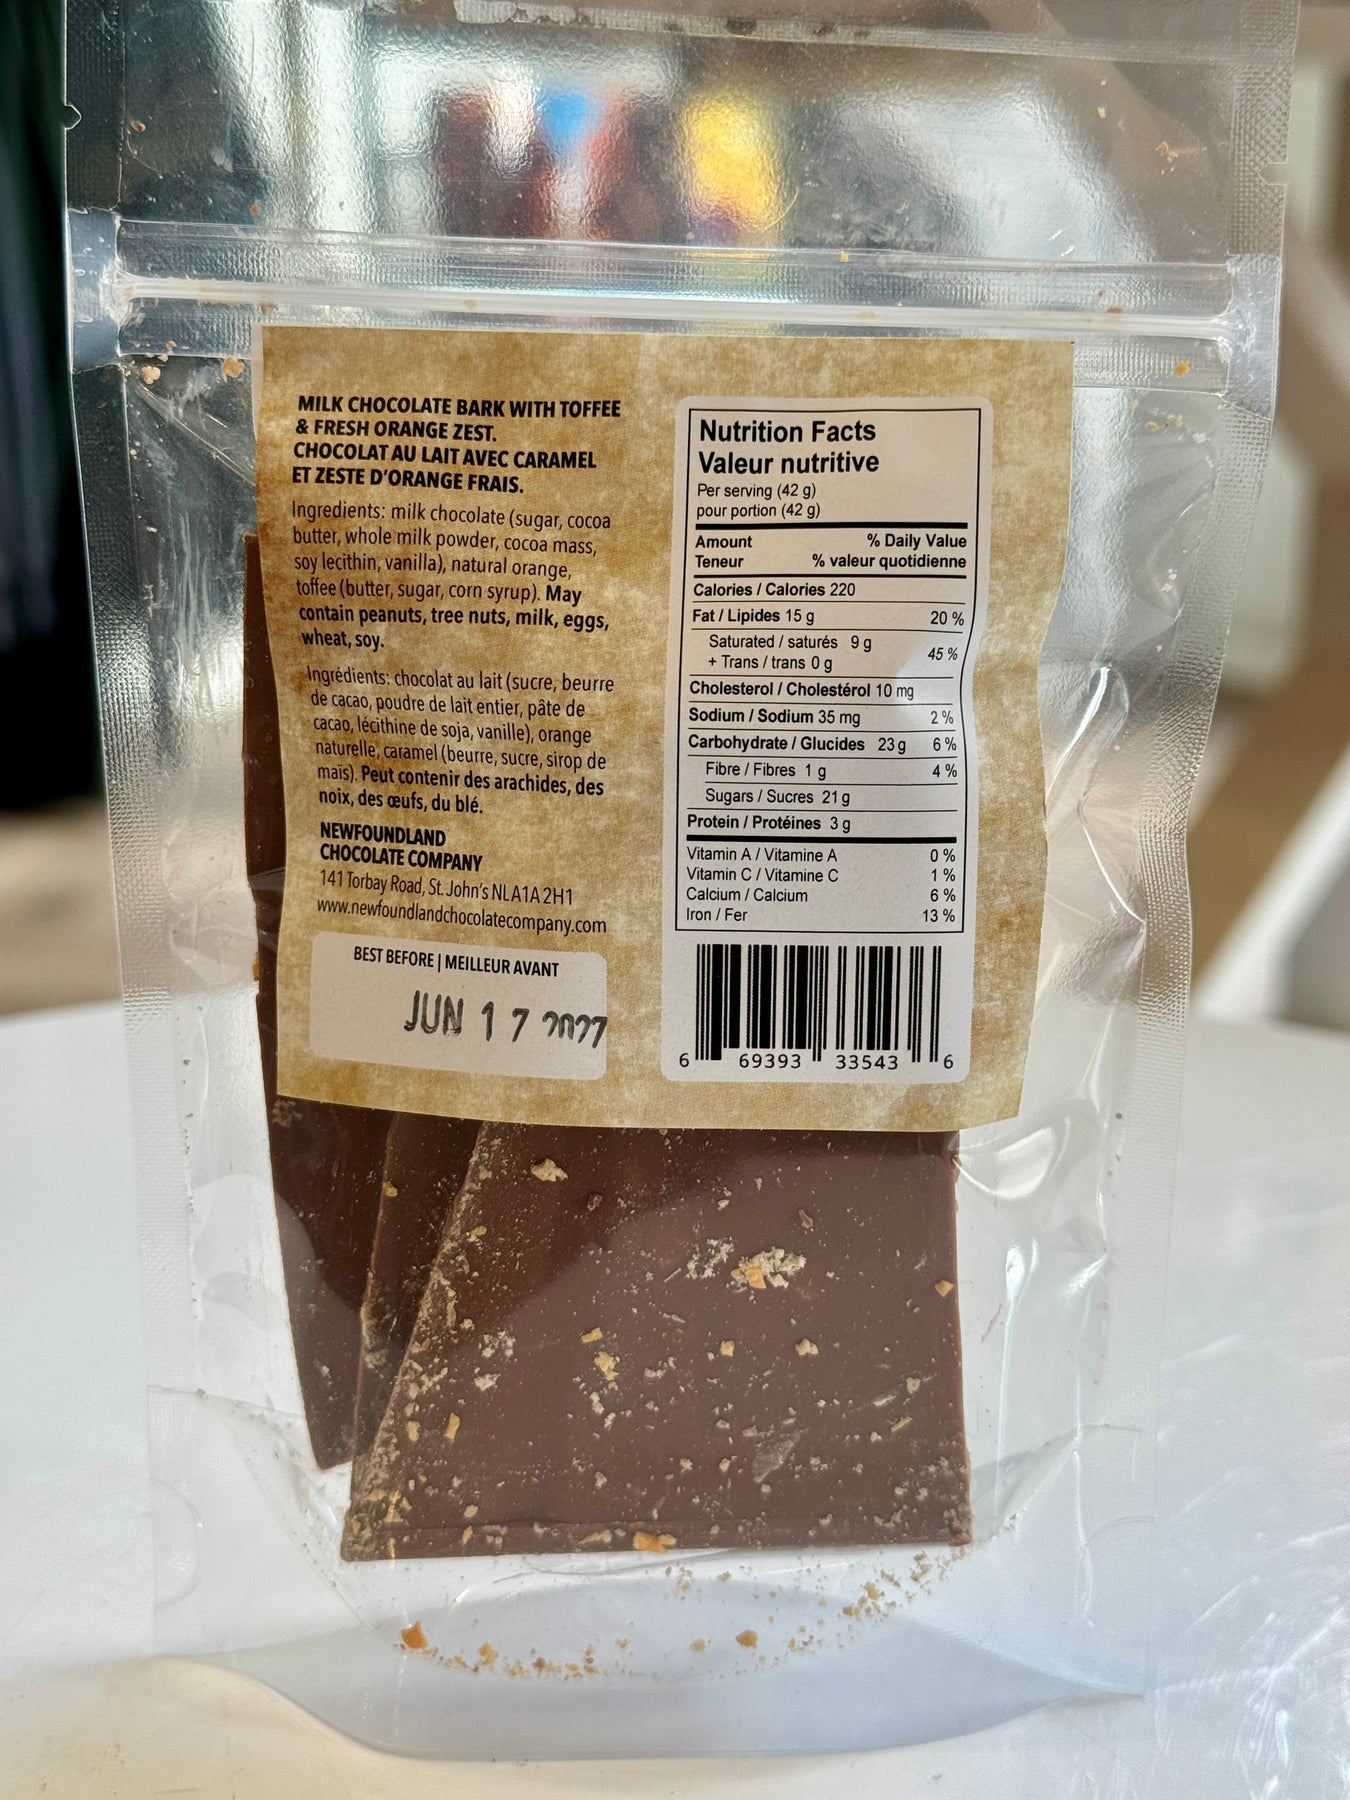 MILK CHOCOLATE BARK WITH TOFFEE
& FRESH ORANGE ZEST.
CHOCOLAT AU LAIT AVEC CARAMEL
ET ZESTE D'ORANGE FRAIS.
Ingredients: milk chocolate (sugar, cocoa
butter, whole milk powder, cocoa mass,
soy lecithin, vanilla), natural orange,
toffee (butter, sugar, corn syrup). May
contain peanuts, tree nuts, milk, eggs,
wheat, soy.
Ingrédients: chocolat au lait (sucre, beurre
de cacao, poudre de lait entier, pâte de
cacao, lécithine de soja, vanille), orange
naturelle, caramel (beurre, sucre, sirop de
maïs). Peut contenir des arachides, des
noix, des œufs, du blé.
NEWFOUNDLAND
CHOCOLATE COMPANY
141 Torbay Road, St. John's NL A1A 2H1
www.newfoundlandchocolatecompany.com
BEST BEFORE | MEILLEUR AVANT
JUN 17 2027
Nutrition Facts
Valeur nutritive
Per serving (42 g)
pour portion (42 g)
Amount % Daily Value
Teneur % valeur quotidienne
Calories / Calories 220
Fat / Lipides 15 g 20 %
Saturated / saturés 9 g
+ Trans / trans 0 g 45 %
Cholesterol / Cholestérol 10 mg
Sodium / Sodium 35 mg 2 %
Carbohydrate / Glucides 23 g 6 %
Fibre / Fibres 1 g 4 %
Sugars / Sucres 21 g
Protein / Protéines 3 g
Vitamin A / Vitamine A 0 %
Vitamin C / Vitamine C 1 %
Calcium / Calcium 6 %
Iron / Fer 13 %
6 69393 33543 6